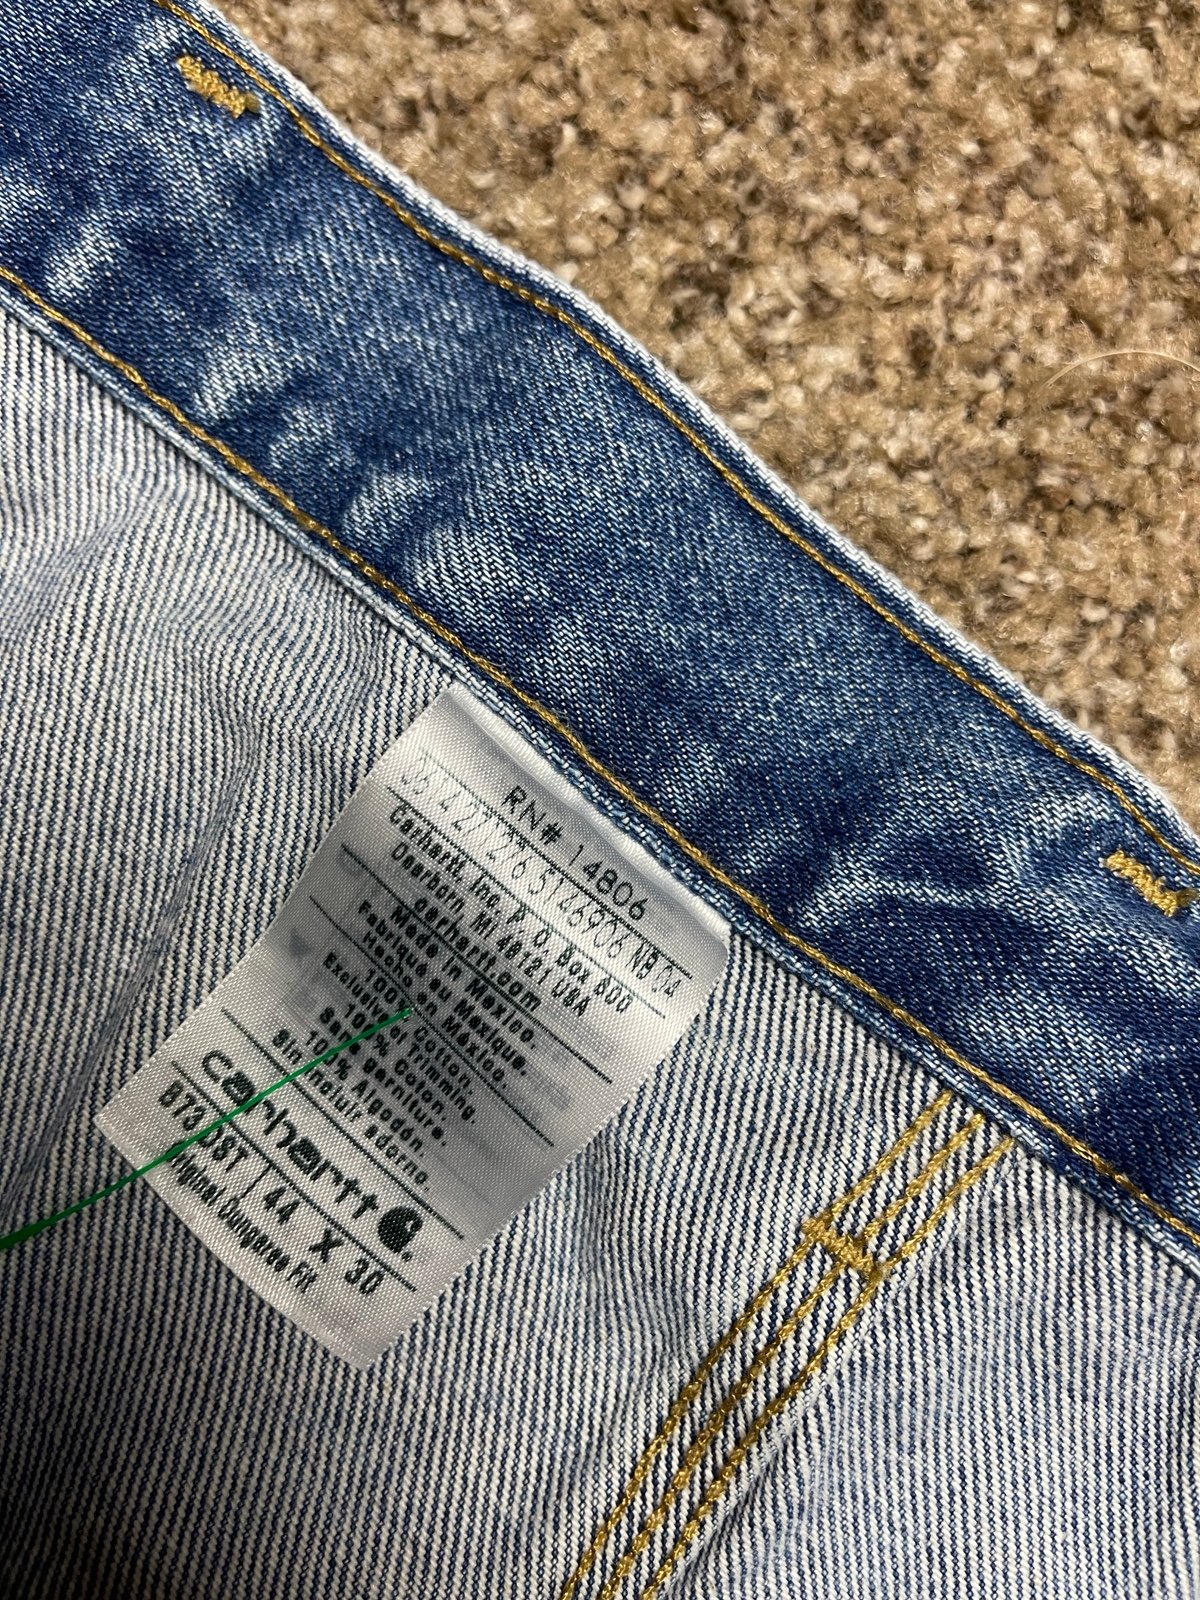 RN# 14806
Carhartt, Inc. P. O. Box 600
Dearborn, MI 48121 USA
carhartt.com
Made in Mexico.
Fabriqué au Mexique.
Hecho en México.
100% Cotton.
Exclusive of Trimming.
100% Coton.
Sans garniture.
100% Algodón.
Sin incluir adorno.
carhartt
ST 44 X 30
Original Dungaree Fit